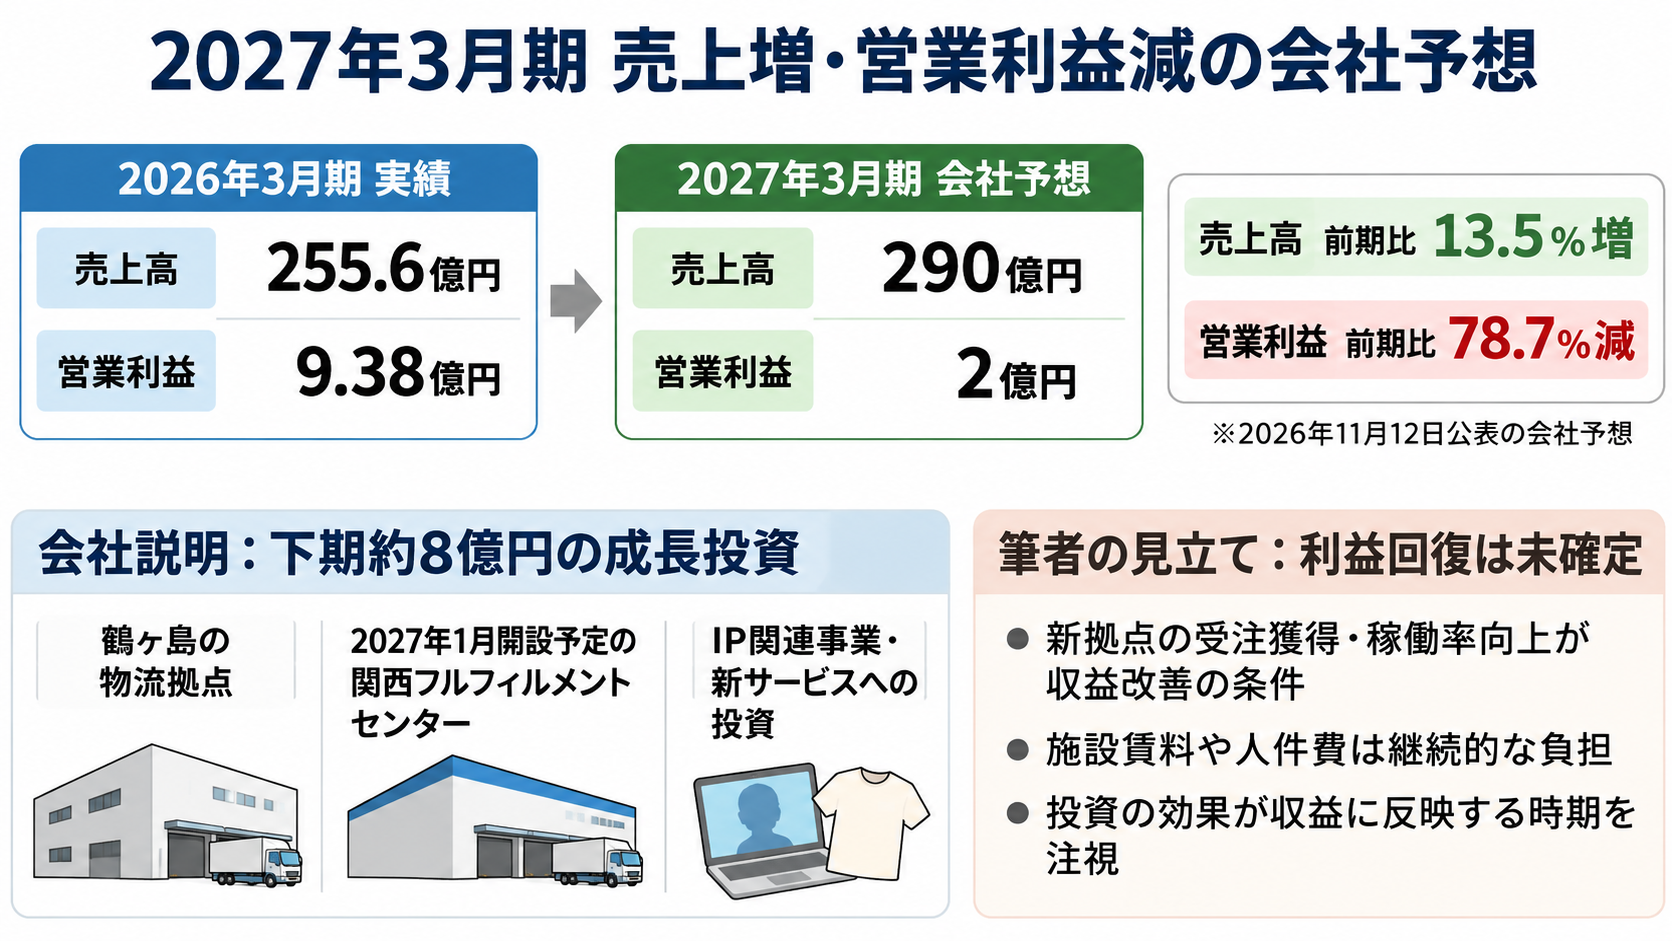 2027年3月期 売上増・営業利益減の会社予想
2026年3月期 実績
売上高 255.6億円
営業利益 9.38億円
2027年3月期 会社予想
売上高 290億円
営業利益 2億円
売上高 前期比 13.5%増
営業利益 前期比 78.7%減
※2026年11月12日公表の会社予想
会社説明：下期約8億円の成長投資
鶴ヶ島の
物流拠点
2027年1月開設予定の
関西フルフィルメント
センター
IP関連事業・
新サービスへの
投資
筆者の見立て：利益回復は未確定
● 新拠点の受注獲得・稼働率向上が
収益改善の条件
● 施設賃料や人件費は継続的な負担
● 投資の効果が収益に反映する時期を
注視